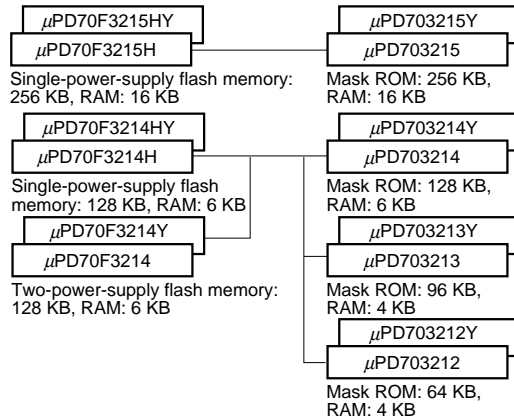 μPD70F3215HY
μPD70F3215H
Single-power-supply flash memory:
256 KB, RAM: 16 KB
μPD703215Y
μPD703215
Mask ROM: 256 KB,
RAM: 16 KB
μPD70F3214HY
μPD70F3214H
Single-power-supply flash
memory: 128 KB, RAM: 6 KB
μPD703214Y
μPD703214
Mask ROM: 128 KB,
RAM: 6 KB
μPD70F3214Y
μPD70F3214
Two-power-supply flash memory:
128 KB, RAM: 6 KB
μPD703213Y
μPD703213
Mask ROM: 96 KB,
RAM: 4 KB
μPD703212Y
μPD703212
Mask ROM: 64 KB,
RAM: 4 KB